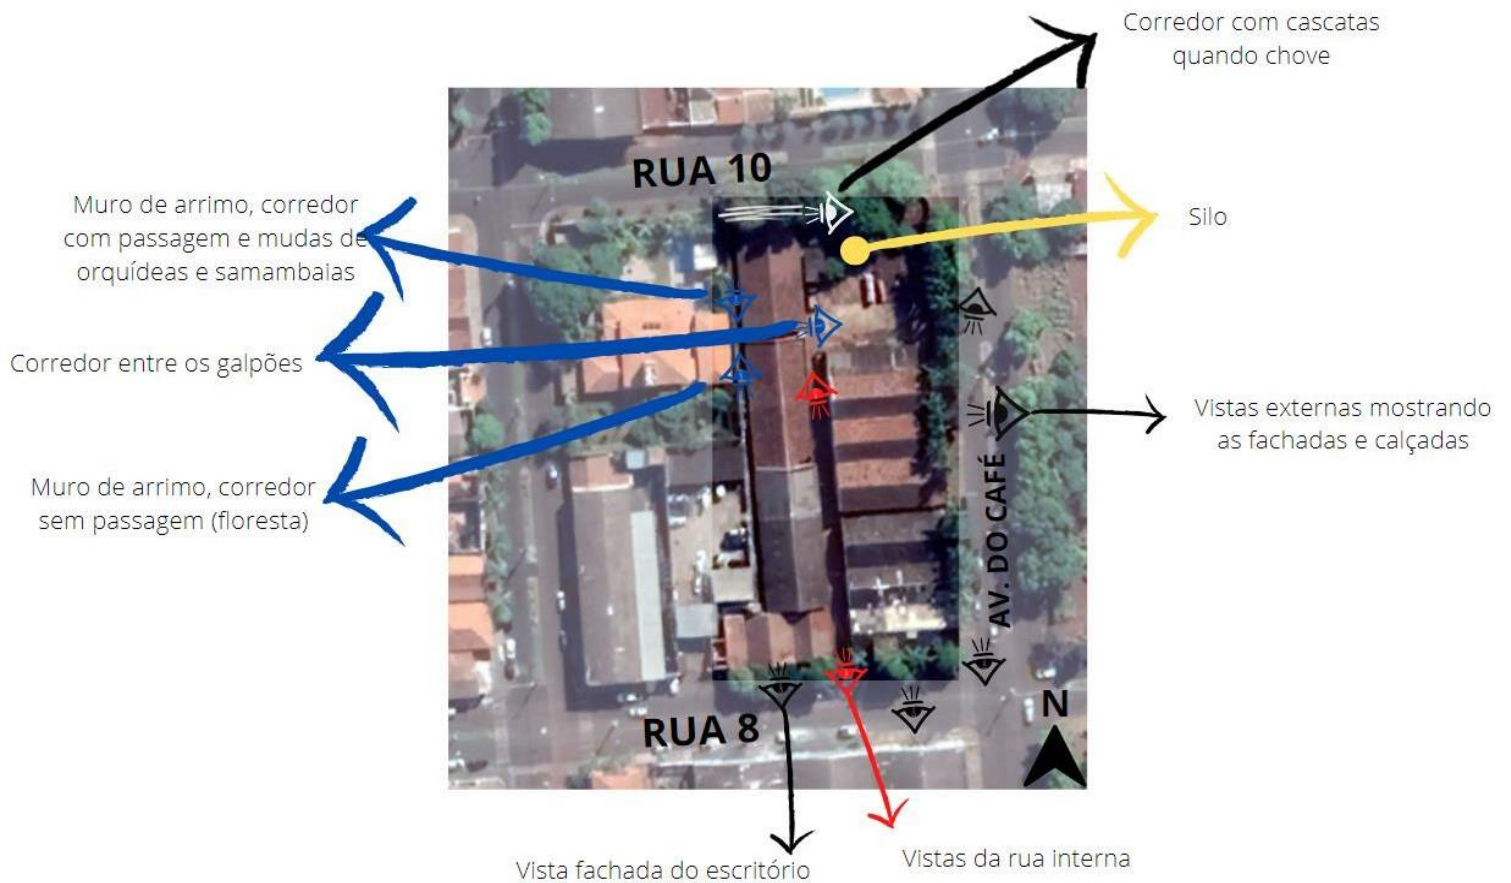 Corredor com cascatas
quando chove
RUA 10
Muro de arrimo, corredor
com passagem e mudas de
orquídeas e samambaias
Silo
Corredor entre os galpões
Vistas externas mostrando
as fachadas e calçadas
AV. DO CAFÉ
Muro de arrimo, corredor
sem passagem (floresta)
N
RUA 8
Vista fachada do escritório
Vistas da rua interna